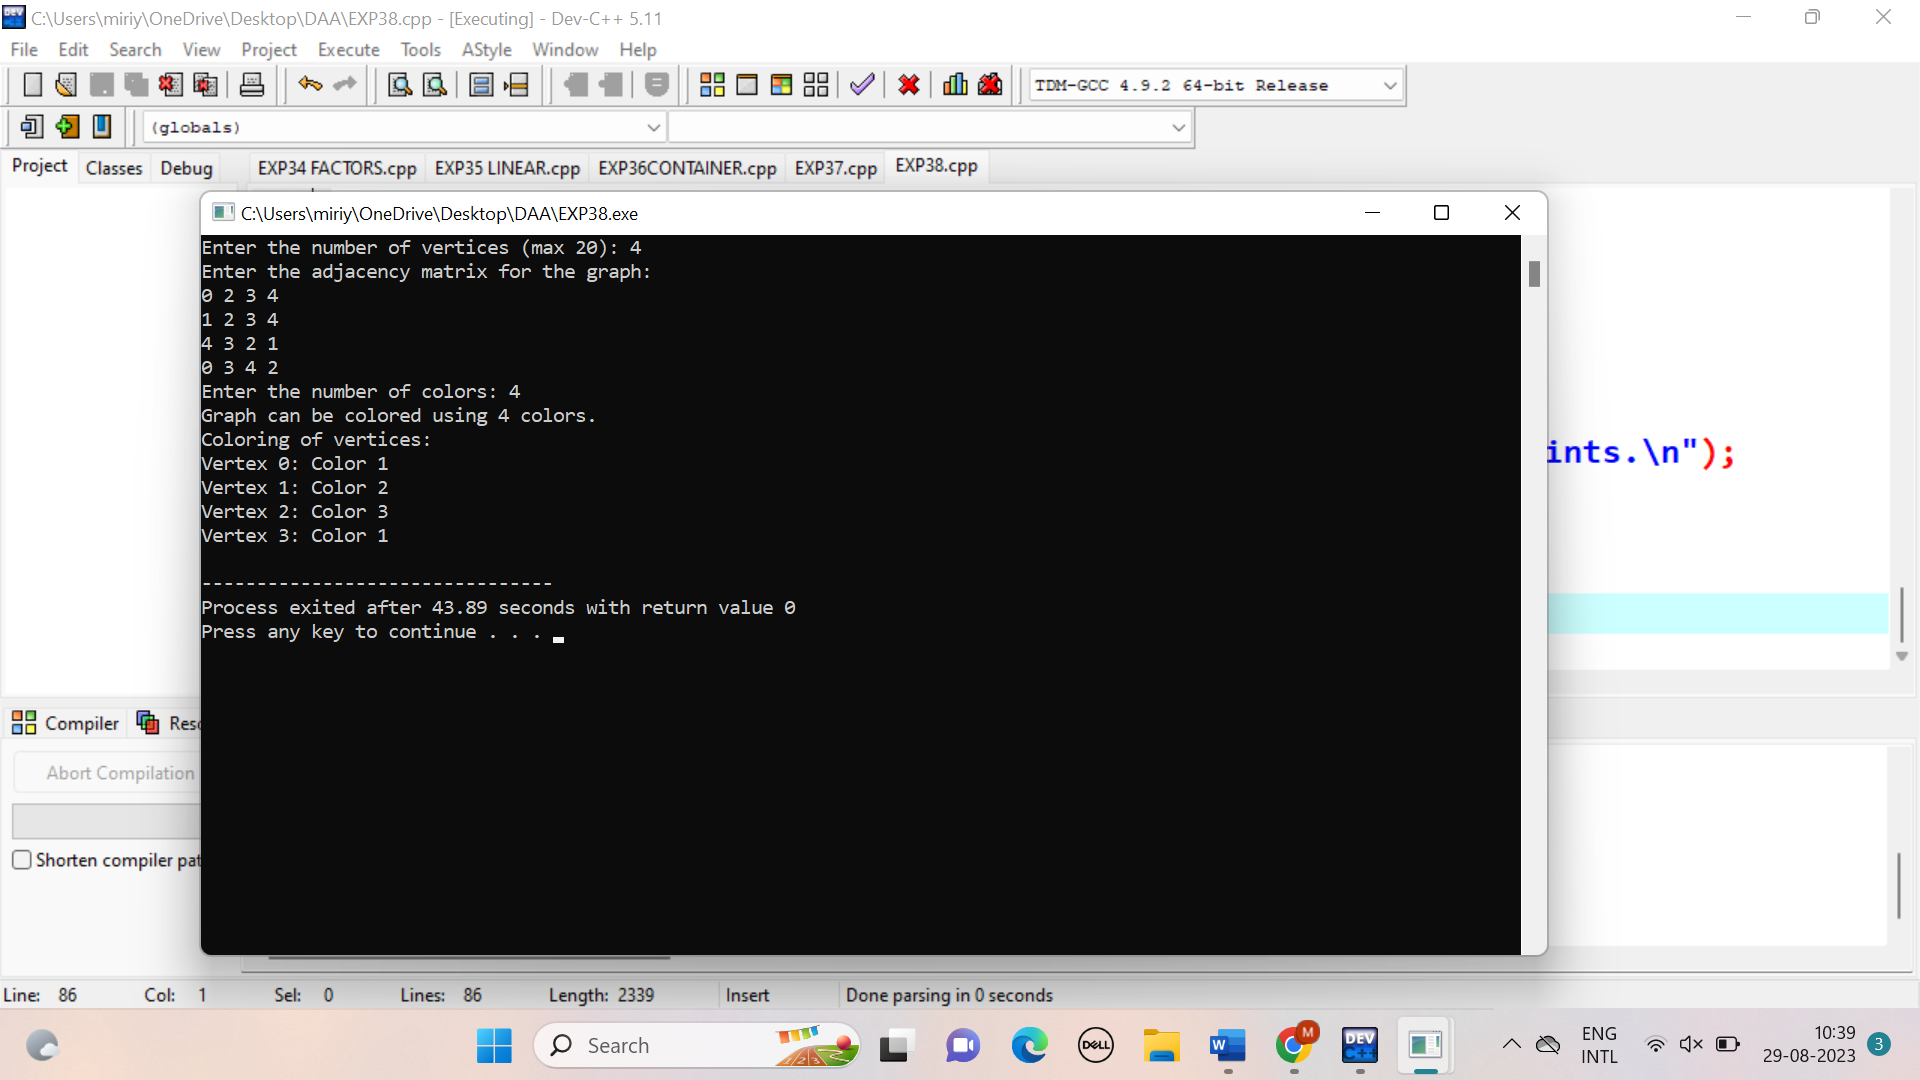 C:\Users\miriy\OneDrive\Desktop\DAA\EXP38.cpp - [Executing] - Dev-C++ 5.11
File Edit Search View Project Execute Tools AStyle Window Help
TDM-GCC 4.9.2 64-bit Release
(globals)
Project Classes Debug EXP34 FACTORS.cpp EXP35 LINEAR.cpp EXP36CONTAINER.cpp EXP37.cpp EXP38.cpp
C:\Users\miriy\OneDrive\Desktop\DAA\EXP38.exe
Enter the number of vertices (max 20): 4
Enter the adjacency matrix for the graph:
0 2 3 4
1 2 3 4
4 3 2 1
0 3 4 2
Enter the number of colors: 4
Graph can be colored using 4 colors.
Coloring of vertices:
Vertex 0: Color 1
Vertex 1: Color 2
Vertex 2: Color 3
Vertex 3: Color 1
--------------------------------
Process exited after 43.89 seconds with return value 0
Press any key to continue . . .
ints.\n");
Compiler Reso
Abort Compilation
Shorten compiler pat
Line: 86 Col: 1 Sel: 0 Lines: 86 Length: 2339 Insert Done parsing in 0 seconds
Search
DELL
W
M
DEV
C++
ENG
INTL
10:39
29-08-2023
3